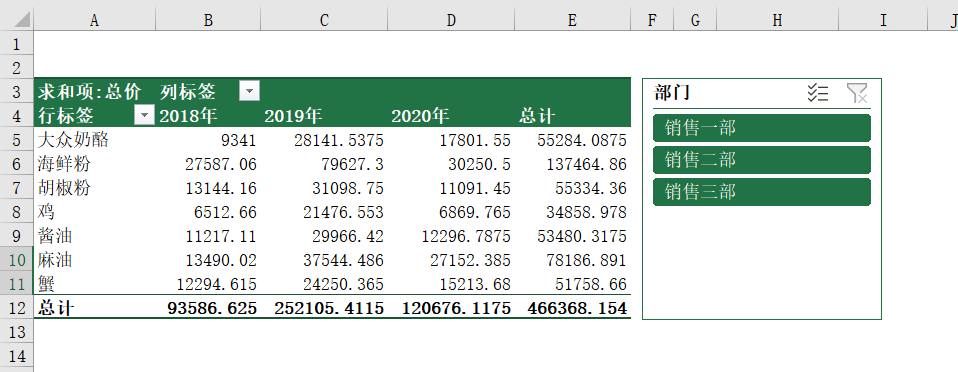 A B C D E F G H I J
1
2
3 求和项:总价 列标签 部门
4 行标签 2018年 2019年 2020年 总计
5 大众奶酪 9341 28141.5375 17801.55 55284.0875 销售一部
6 海鲜粉 27587.06 79627.3 30250.5 137464.86 销售二部
7 胡椒粉 13144.16 31098.75 11091.45 55334.36 销售三部
8 鸡 6512.66 21476.553 6869.765 34858.978
9 酱油 11217.11 29966.42 12296.7875 53480.3175
10 麻油 13490.02 37544.486 27152.385 78186.891
11 蟹 12294.615 24250.365 15213.68 51758.66
12 总计 93586.625 252105.4115 120676.1175 466368.154
13
14